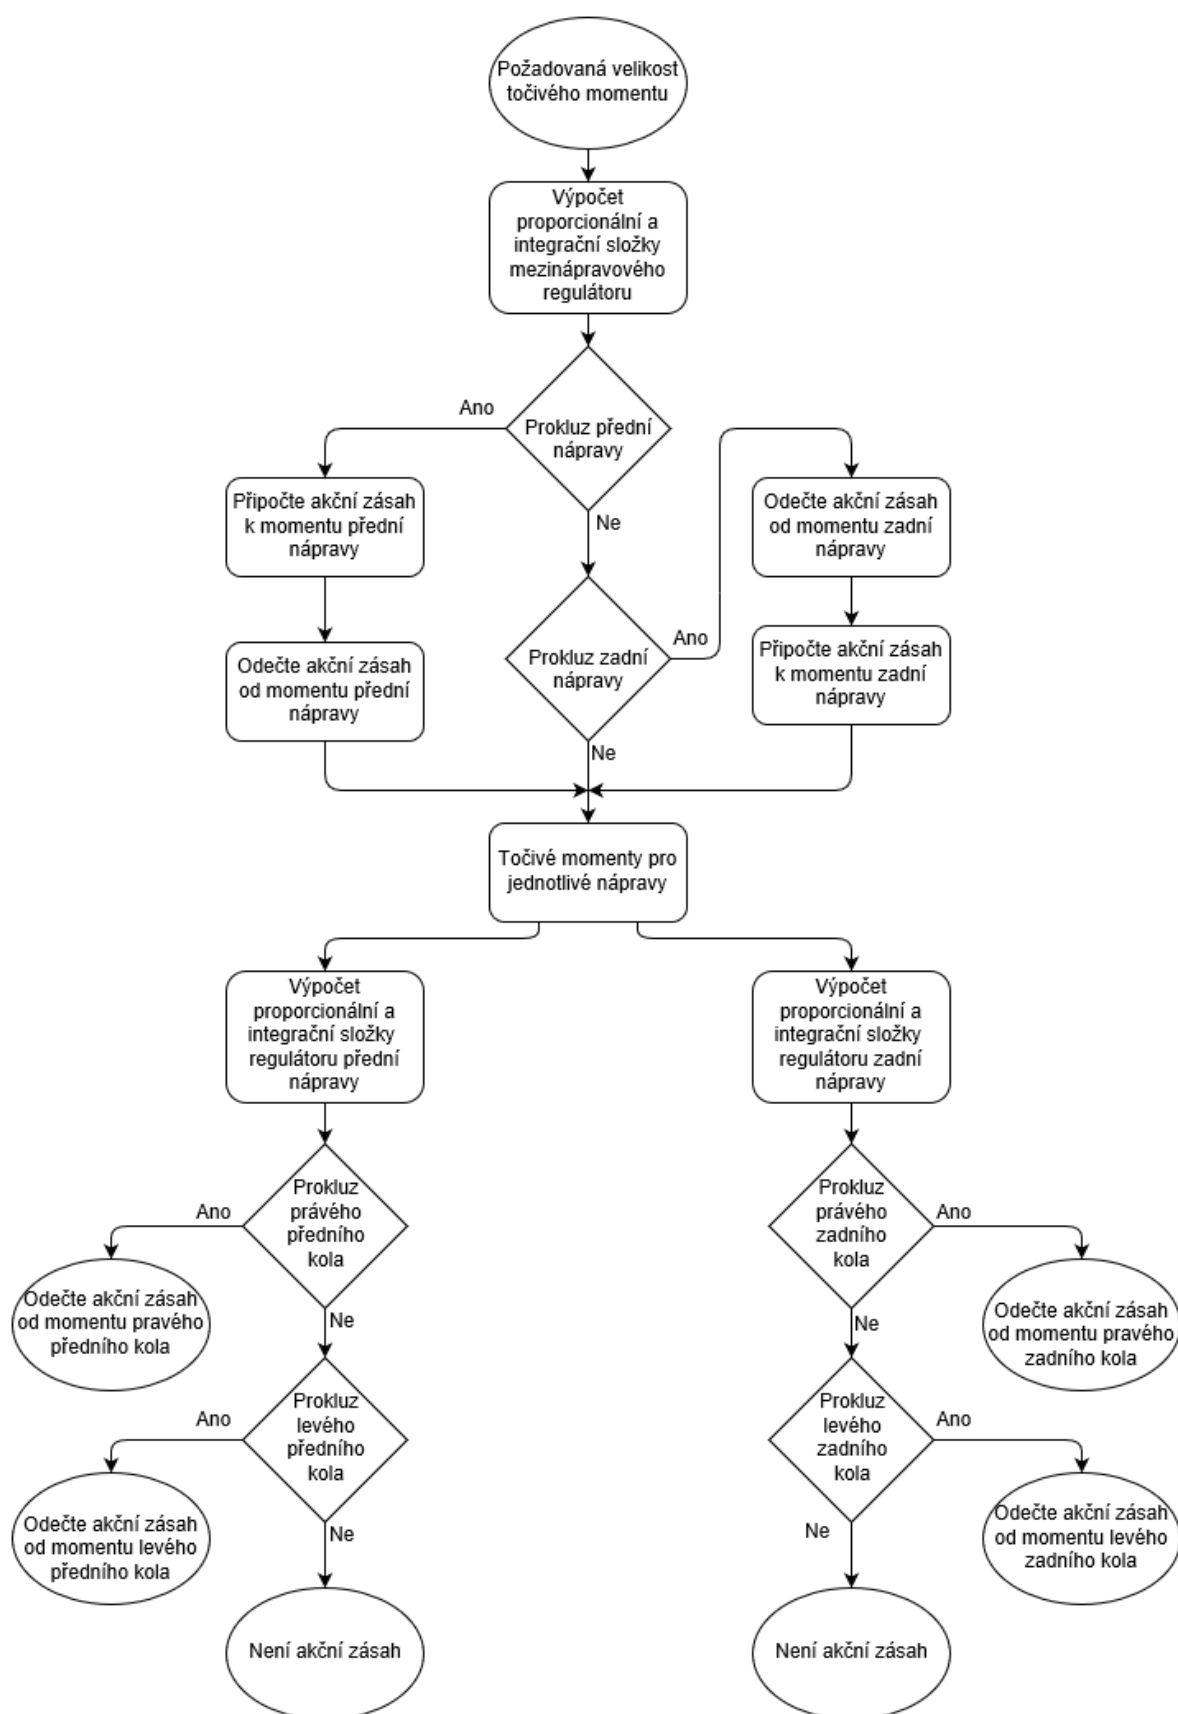 Požadovaná velikost
točivého momentu
Výpočet
proporcionální a
integrační složky
mezinápravového
regulátoru
Ano
Prokluz přední
nápravy
Připočte akční zásah
k momentu přední
nápravy
Ne
Odečte akční zásah
od momentu zadní
nápravy
Odečte akční zásah
od momentu přední
nápravy
Prokluz zadní
nápravy
Ano
Připočte akční zásah
k momentu zadní
nápravy
Ne
Točivé momenty pro
jednotlivé nápravy
Výpočet
proporcionální a
integrační složky
regulátoru přední
nápravy
Výpočet
proporcionální a
integrační složky
regulátoru zadní
nápravy
Ano
Prokluz
právého
předního
kola
Prokluz
právého
zadního
kola
Ano
Odečte akční zásah
od momentu pravého
předního kola
Ne
Ne
Odečte akční zásah
od momentu pravého
zadního kola
Ano
Prokluz
levého
předního
kola
Prokluz
levého
zadního
kola
Ano
Odečte akční zásah
od momentu levého
předního kola
Ne
Ne
Odečte akční zásah
od momentu levého
zadního kola
Není akční zásah
Není akční zásah